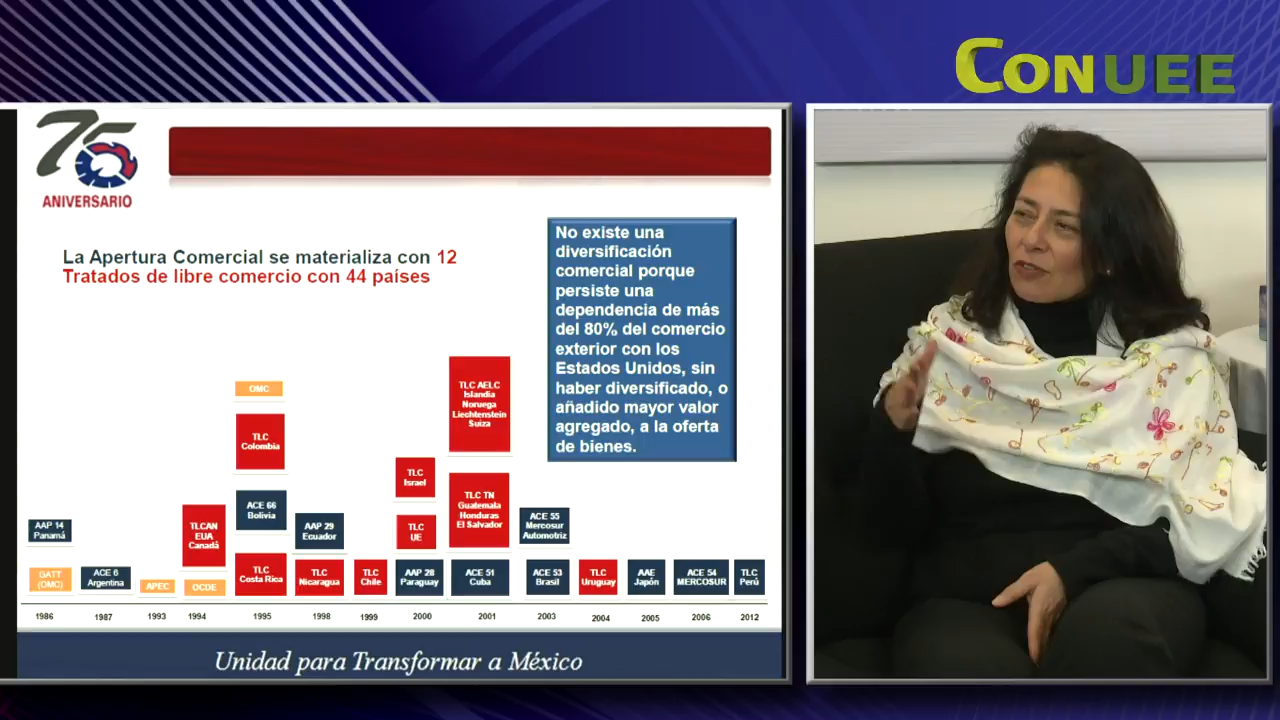 CONUEE
75
ANIVERSARIO
La Apertura Comercial se materializa con 12
Tratados de libre comercio con 44 países
No existe una
diversificación
comercial porque
persiste una
dependencia de más
del 80% del comercio
exterior con los
Estados Unidos, sin
haber diversificado, o
añadido mayor valor
agregado, a la oferta
de bienes.
AAP 14
Panamá
GATT
(OMC)
ACE 6
Argentina
APEC
TLCAN
EUA
Canadá
OCDE
OMC
TLC
Colombia
ACE 66
Bolivia
TLC
Costa Rica
AAP 29
Ecuador
TLC
Nicaragua
TLC
Chile
TLC
Israel
TLC
UE
AAP 28
Paraguay
TLC AELC
Islandia
Noruega
Liechtenstein
Suiza
TLC TN
Guatemala
Honduras
El Salvador
ACE 51
Cuba
ACE 55
Mercosur
Automotriz
ACE 53
Brasil
TLC
Uruguay
AAE
Japón
ACE 54
MERCOSUR
TLC
Perú
1986
1987
1993
1994
1995
1998
1999
2000
2001
2003
2004
2005
2006
2012
Unidad para Transformar a México